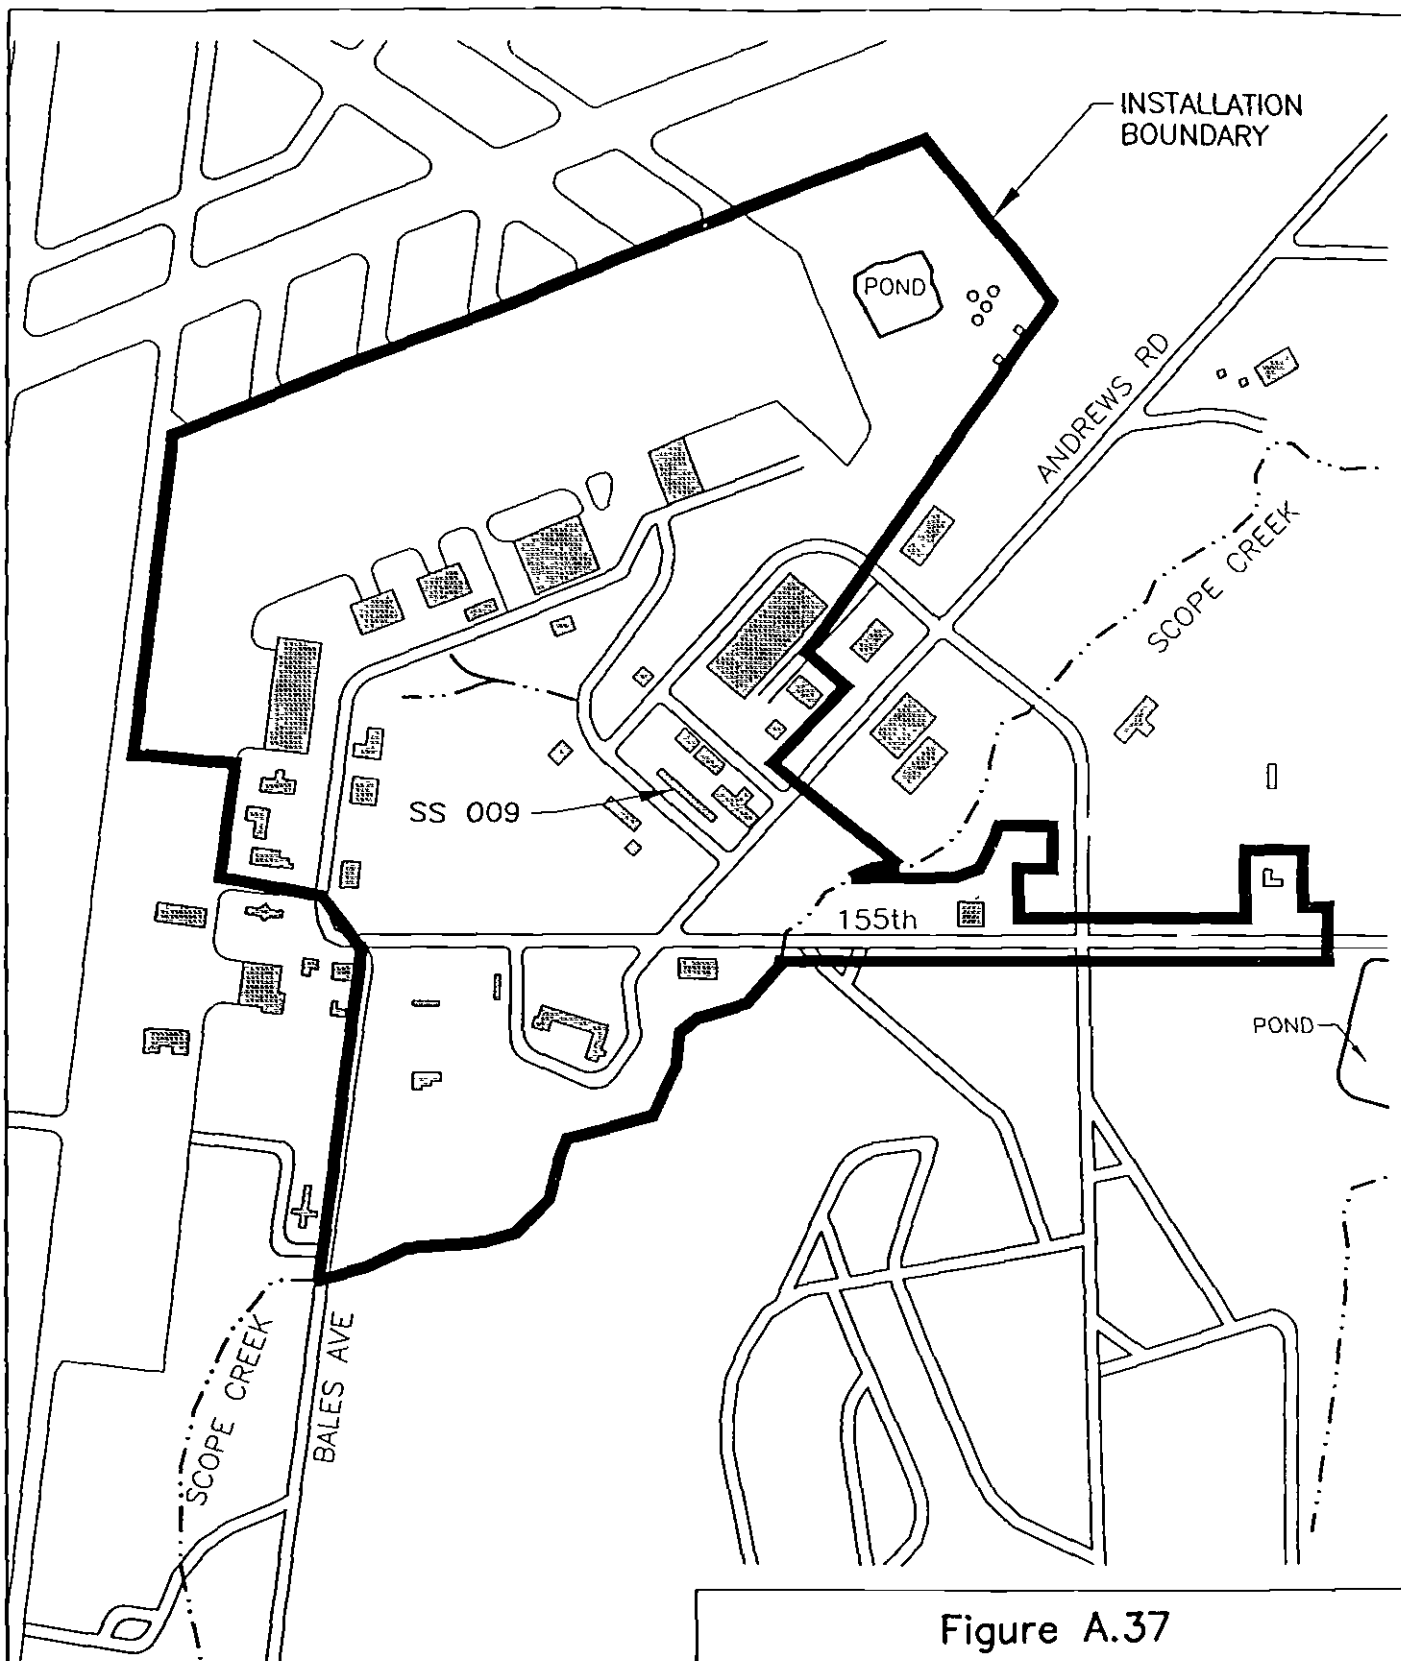 INSTALLATION
BOUNDARY
POND
ANDREWS RD
SCOPE CREEK
SS 009
155th
POND
SCOPE CREEK
BALES AVE
Figure A.37